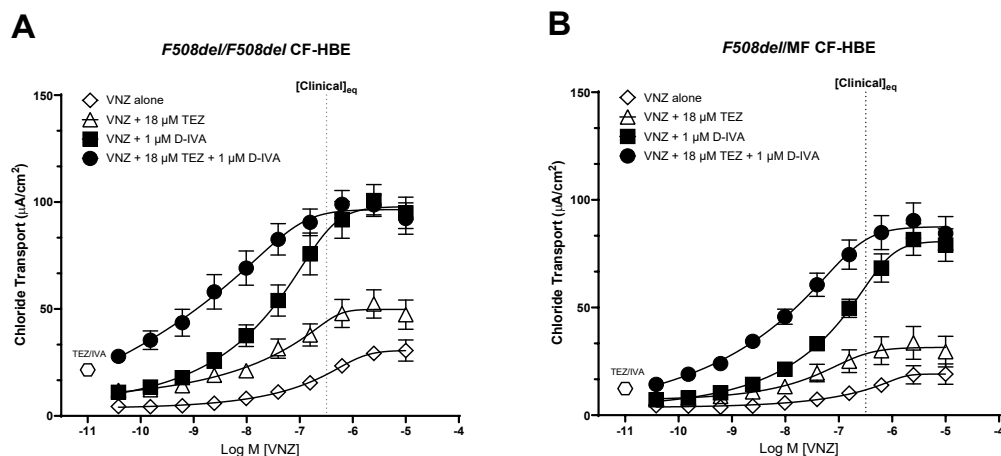 A
F508del/F508del CF-HBE
[Clinical]eq
VNZ alone
VNZ + 18 μM TEZ
VNZ + 1 μM D-IVA
VNZ + 18 μM TEZ + 1 μM D-IVA
Chloride Transport (μA/cm²)
150
100
50
0
TEZ/IVA
-11 -10 -9 -8 -7 -6 -5 -4
Log M [VNZ]
B
F508del/MF CF-HBE
[Clinical]eq
VNZ alone
VNZ + 18 μM TEZ
VNZ + 1 μM D-IVA
VNZ + 18 μM TEZ + 1 μM D-IVA
Chloride Transport (μA/cm²)
150
100
50
0
TEZ/IVA
-11 -10 -9 -8 -7 -6 -5 -4
Log M [VNZ]